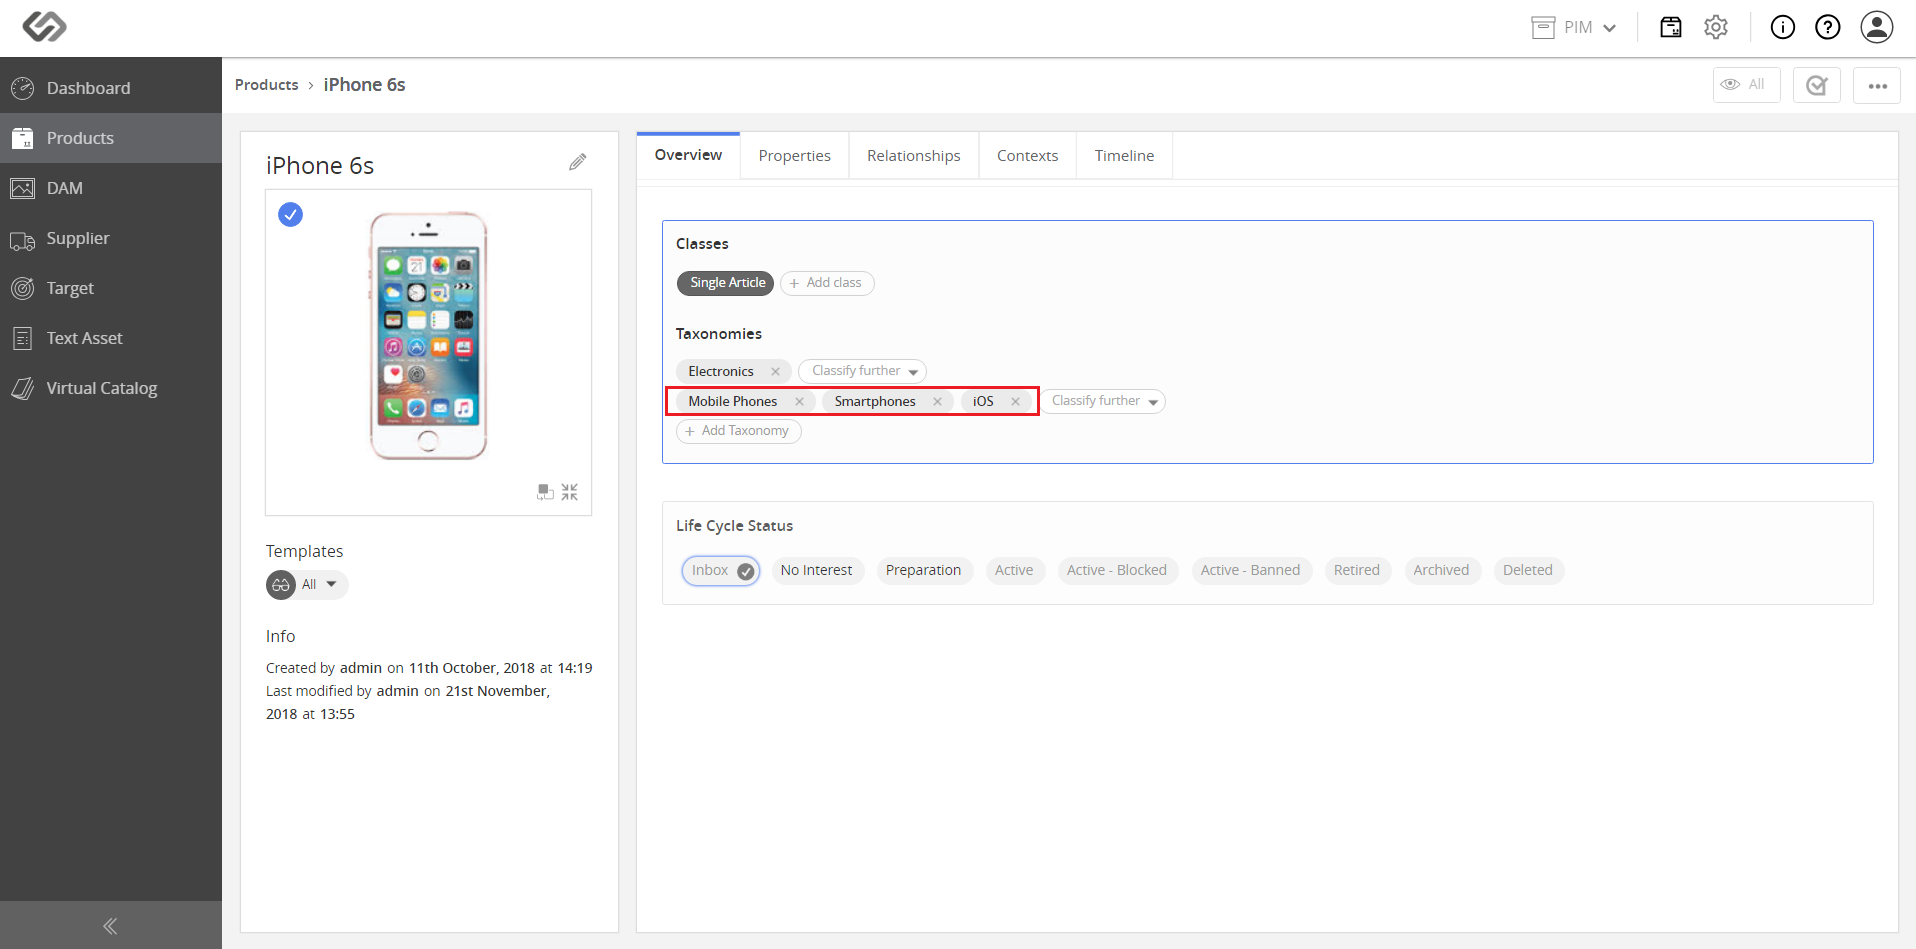 PIM
Dashboard
Products
DAM
Supplier
Target
Text Asset
Virtual Catalog
Products › iPhone 6s
All
iPhone 6s
Templates
All
Info
Created by admin on 11th October, 2018 at 14:19
Last modified by admin on 21st November,
2018 at 13:55
Overview
Properties
Relationships
Contexts
Timeline
Classes
Single Article
+ Add class
Taxonomies
Electronics × Classify further
Mobile Phones × Smartphones × iOS × Classify further
+ Add Taxonomy
Life Cycle Status
Inbox
No Interest
Preparation
Active
Active - Blocked
Active - Banned
Retired
Archived
Deleted